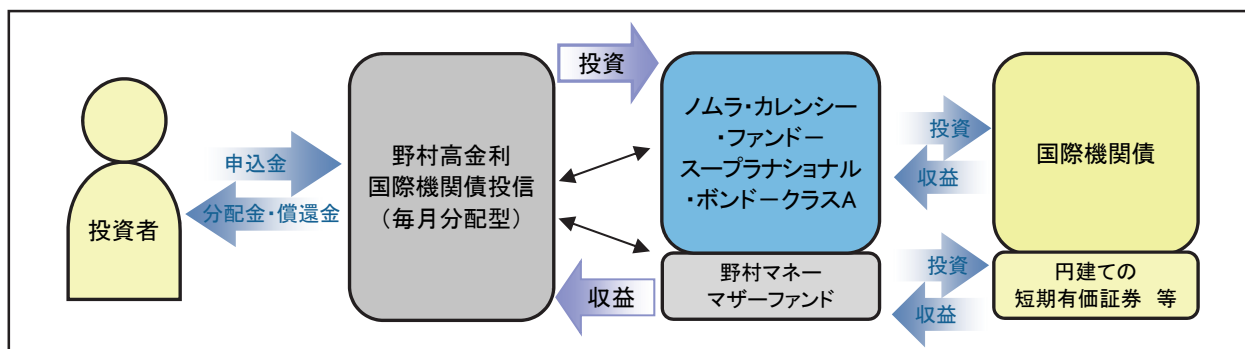 投資者
申込金
分配金・償還金
野村高金利
国際機関債投信
（毎月分配型）
投資
収益
ノムラ・カレンシー
・ファンドー
スープラナショナル
・ボンドークラスA
野村マネー
マザーファンド
投資
収益
投資
収益
国際機関債
円建ての
短期有価証券 等